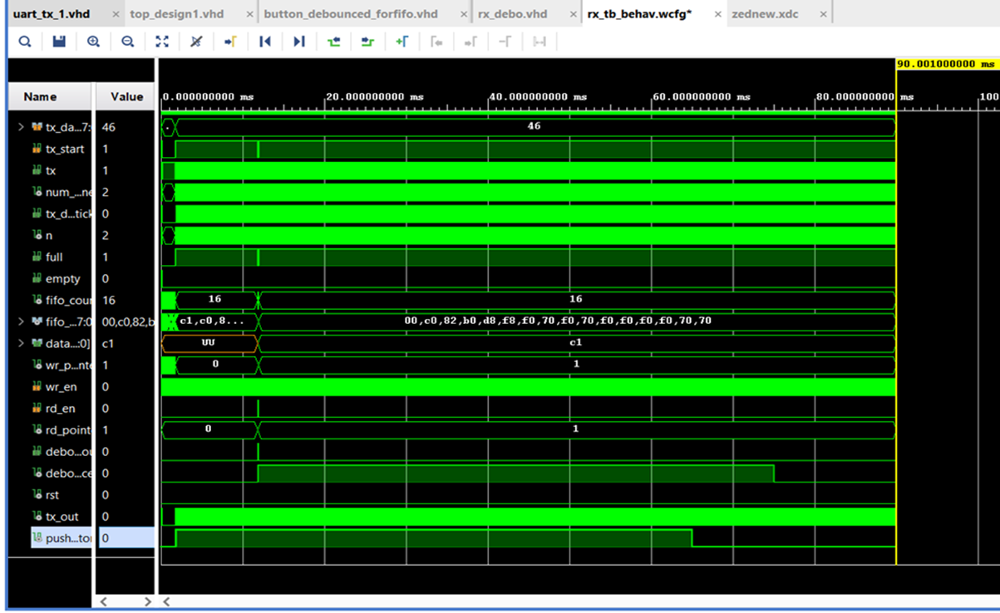 uart_tx_1.vhd × top_design1.vhd × button_debounced_forfifo.vhd × rx_debo.vhd × rx_tb_behav.wcfg* × zednew.xdc ×
90.001000000 ms
Name Value 0.000000000 ms 20.000000000 ms 40.000000000 ms 60.000000000 ms 80.000000000 ms 100
tx_da...7: 46 . 46
tx_start 1
tx 1
num_...ne 2
tx_d...tick 0
n 2
full 1
empty 0
fifo_cour 16 16 16
fifo_...7:0 00,c0,82,b c1,c0,8... 00,c0,82,b0,d8,f8,f0,70,f0,70,f0,f0,f0,f0,70,70
data...:0] c1 UU c1
wr_p...nte 1 0 1
wr_en 0
rd_en 0
rd_point 1 0 1
debo...ou 0
debo...ce 0
rst 0
tx_out 0
push...tor 0